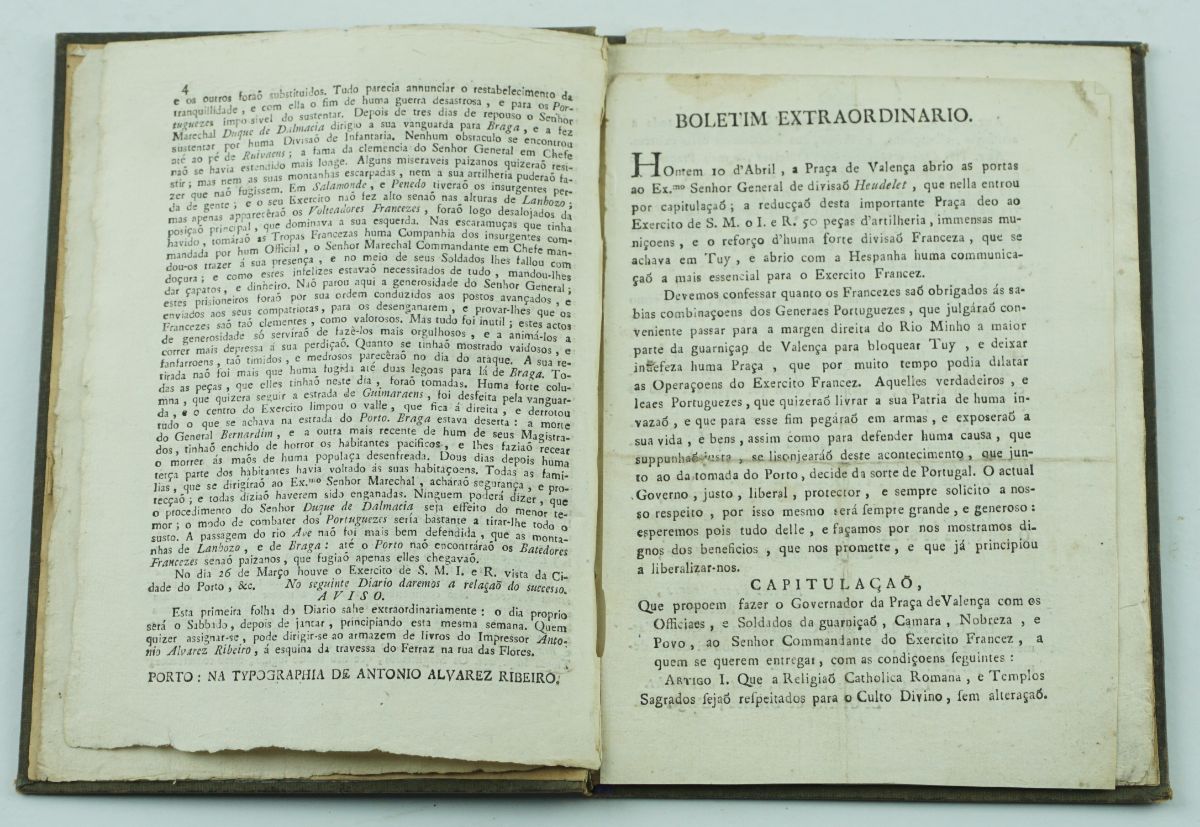 4
e os outros foraõ substituidos. Tudo parecia annunciar o restabelecimento da
tranquillidade , e com ella o fim de huma guerra desastrosa , e para os Por-
tuguezes impossivel do sustentar. Depois de tres dias de repouso o Senhor
Marechal Duque de Dalmacia dirigio a sua vanguarda para Braga , e a fez
sustentar por huma Divisaõ de Infantaria. Nenhum obstaculo se encontrou
até ao pé de Ruivaens ; a fama da clemencia do Senhor General em Chefe
naõ se havia estendido mais longe. Alguns miseraveis paizanos quizeraõ resi-
stir ; mas nem as suas montanhas escarpadas , nem a sua artilheria puderaõ fa-
zer que naõ fugissem. Em Salamonde , e Penedo tiveraõ os insurgentes per-
da de gente ; e o seu Exercito naõ fez alto senaõ nas alturas de Lanhozo ;
mas apenas apparecêraõ os Volteadores Francezes , foraõ logo desalojados da
posiçaõ principal , que dominava a sua esquerda. Nas escaramuças que tinha
havido , tomáraõ as Tropas Francezas huma Companhia dos insurgentes com-
mandada por hum Official , o Senhor Marechal Commandante em Chefe man-
dou-os trazer á sua presença , e no meio de seus Soldados lhes fallou com
doçura ; e como estes infelizes estavaõ necessitados de tudo , mandou-lhes
dar çapatos , e dinheiro. Naõ parou aqui a generosidade do Senhor General ;
estes prisioneiros foraõ por sua ordem conduzidos aos postos avançados , e
enviados aos seus compatriotas, para os desenganarem , e provar-lhes que os
Francezes saõ taõ clementes , como valorosos. Mas tudo foi inutil ; estes actos
de generosidade só serviraõ de fazê-los mais orgulhosos , e a animá-los a
correr mais depressa á sua perdiçaõ. Quanto se tinhaõ mostrado vaidosos , e
fanfarroens , taõ timidos , e medrosos parecêraõ no dia do ataque. A sua re-
tirada naõ foi mais que huma fugida até duas legoas para lá de Braga. To-
das as peças , que elles tinhaõ neste dia , foraõ tomadas. Huma forte colu-
mna , que quizera seguir a estrada de Guimaraens , foi desfeita pela vanguar-
da , e o centro do Exercito limpou o valle , que fica á direita , e derrotou
tudo o que se achava na estrada do Porto. Braga estava deserta : a morte
do General Bernardim , e a outra mais recente de hum de seus Magistra-
dos , tinhaõ enchido de horror os habitantes pacificos , e lhes faziaõ recear
o morrer ás maõs de huma populaça desenfreada. Dous dias depois huma
terça parte dos habitantes havia voltado ás suas habitaçoens. Todas as fami-
lias , que se dirigiraõ ao Ex.mo Senhor Marechal , acháraõ segurança , e pro-
tecçaõ ; e todas diziaõ haverem sido enganadas. Ninguem poderá dizer , que
o procedimento do Senhor Duque de Dalmacia seja effeito do menor te-
mor ; o modo de combater dos Portuguezes seria bastante a tirar-lhe todo o
susto. A passagem do rio Ave naõ foi mais bem defendida , que as monta-
nhas de Lanhozo , e de Braga : até o Porto naõ encontráraõ os Batedores
Francezes senaõ paizanos, que fugiaõ apenas elles chegavaõ.
No dia 26 de Março houve o Exercito de S. M. I. e R. vista da Ci-
dade do Porto , &c. No seguinte Diario daremos a relaçaõ do successo.
AVISO.
Esta primeira folha do Diario sahe extraordinariamente : o dia proprio
será o Sabbado, depois de jantar, principiando esta mesma semana. Quem
quizer assignar-se , pode dirigir-se ao armazem de livros do Impressor Anto-
nio Alvarez Ribeiro, á esquina da travessa do Ferraz na rua das Flores.
PORTO : NA TYPOGRAPHIA DE ANTONIO ALVAREZ RIBEIRO.
BOLETIM EXTRAORDINARIO.
HOntem 10 d'Abril , a Praça de Valença abrio as portas
ao Ex.mo Senhor General de divisaõ Heudelet , que nella entrou
por capitulaçaõ ; a reducçaõ desta importante Praça deo ao
Exercito de S. M. o I. e R. 50 peças d'artilheria , immensas mu-
niçoens , e o reforço d'huma forte divisaõ Franceza , que se
achava em Tuy , e abrio com a Hespanha huma communica-
çaõ a mais essencial para o Exercito Francez.
Devemos confessar quanto os Francezes saõ obrigados ás sa-
bias combinaçoens dos Generaes Portuguezes , que julgáraõ con-
veniente passar para a margen direita do Rio Minho a maior
parte da guarniçaõ de Valença para bloquear Tuy , e deixar
indefeza huma Praça , que por muito tempo podia dilatar
as Operaçoens do Exercito Francez. Aquelles verdadeiros , e
leaes Portuguezes , que quizeraõ livrar a sua Patria de huma in-
vazaõ , e que para esse fim pegáraõ em armas , e exposeraõ a
sua vida , e bens , assim como para defender huma causa , que
suppunhaõ justa , se lisonjearáõ deste acontecimento , que jun-
to ao da tomada do Porto , decide da sorte de Portugal. O actual
Governo , justo , liberal , protector , e sempre solicito a nos-
so respeito , por isso mesmo será sempre grande , e generoso :
esperemos pois tudo delle , e façamos por nos mostramos di-
gnos dos beneficios , que nos promette , e que já principiou
a liberalizar-nos.
CAPITULAÇAÕ,
Que propoem fazer o Governador da Praça de Valença com os
Officiaes , e Soldados da guarniçaõ , Camara , Nobreza , e
Povo , ao Senhor Commandante do Exercito Francez , a
quem se querem entregar , com as condiçoens seguintes :
ARTIGO I. Que a Religiaõ Catholica Romana , e Templos
Sagrados sejaõ respeitados para o Culto Divino , sem alteraçaõ.